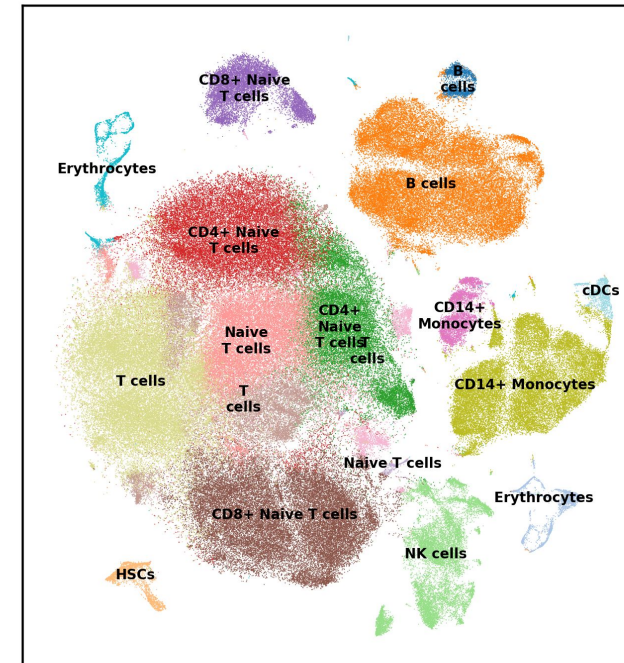 B
cells
CD8+ Naive
T cells
Erythrocytes
B cells
CD4+ Naive
T cells
cDCs
CD14+
Monocytes
CD4+
Naive
T cells
T
cells
Naive
T cells
T cells
CD14+ Monocytes
T
cells
Naive T cells
Erythrocytes
CD8+ Naive T cells
NK cells
HSCs